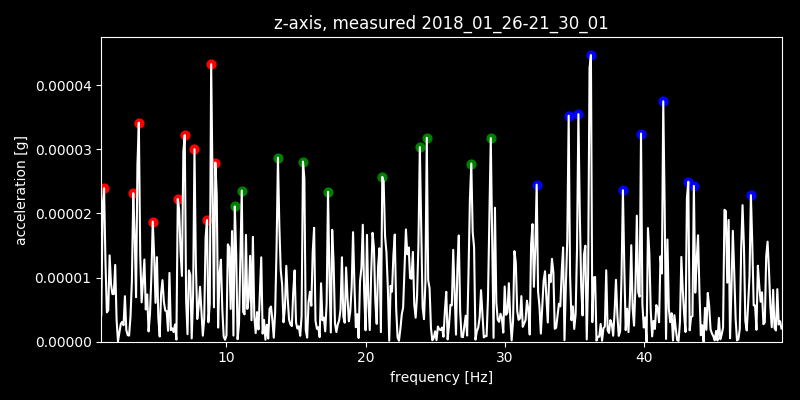 z-axis, measured 2018_01_26-21_30_01
0.00004
0.00003
0.00002
0.00001
0.00000
acceleration [g]
10 20 30 40
frequency [Hz]